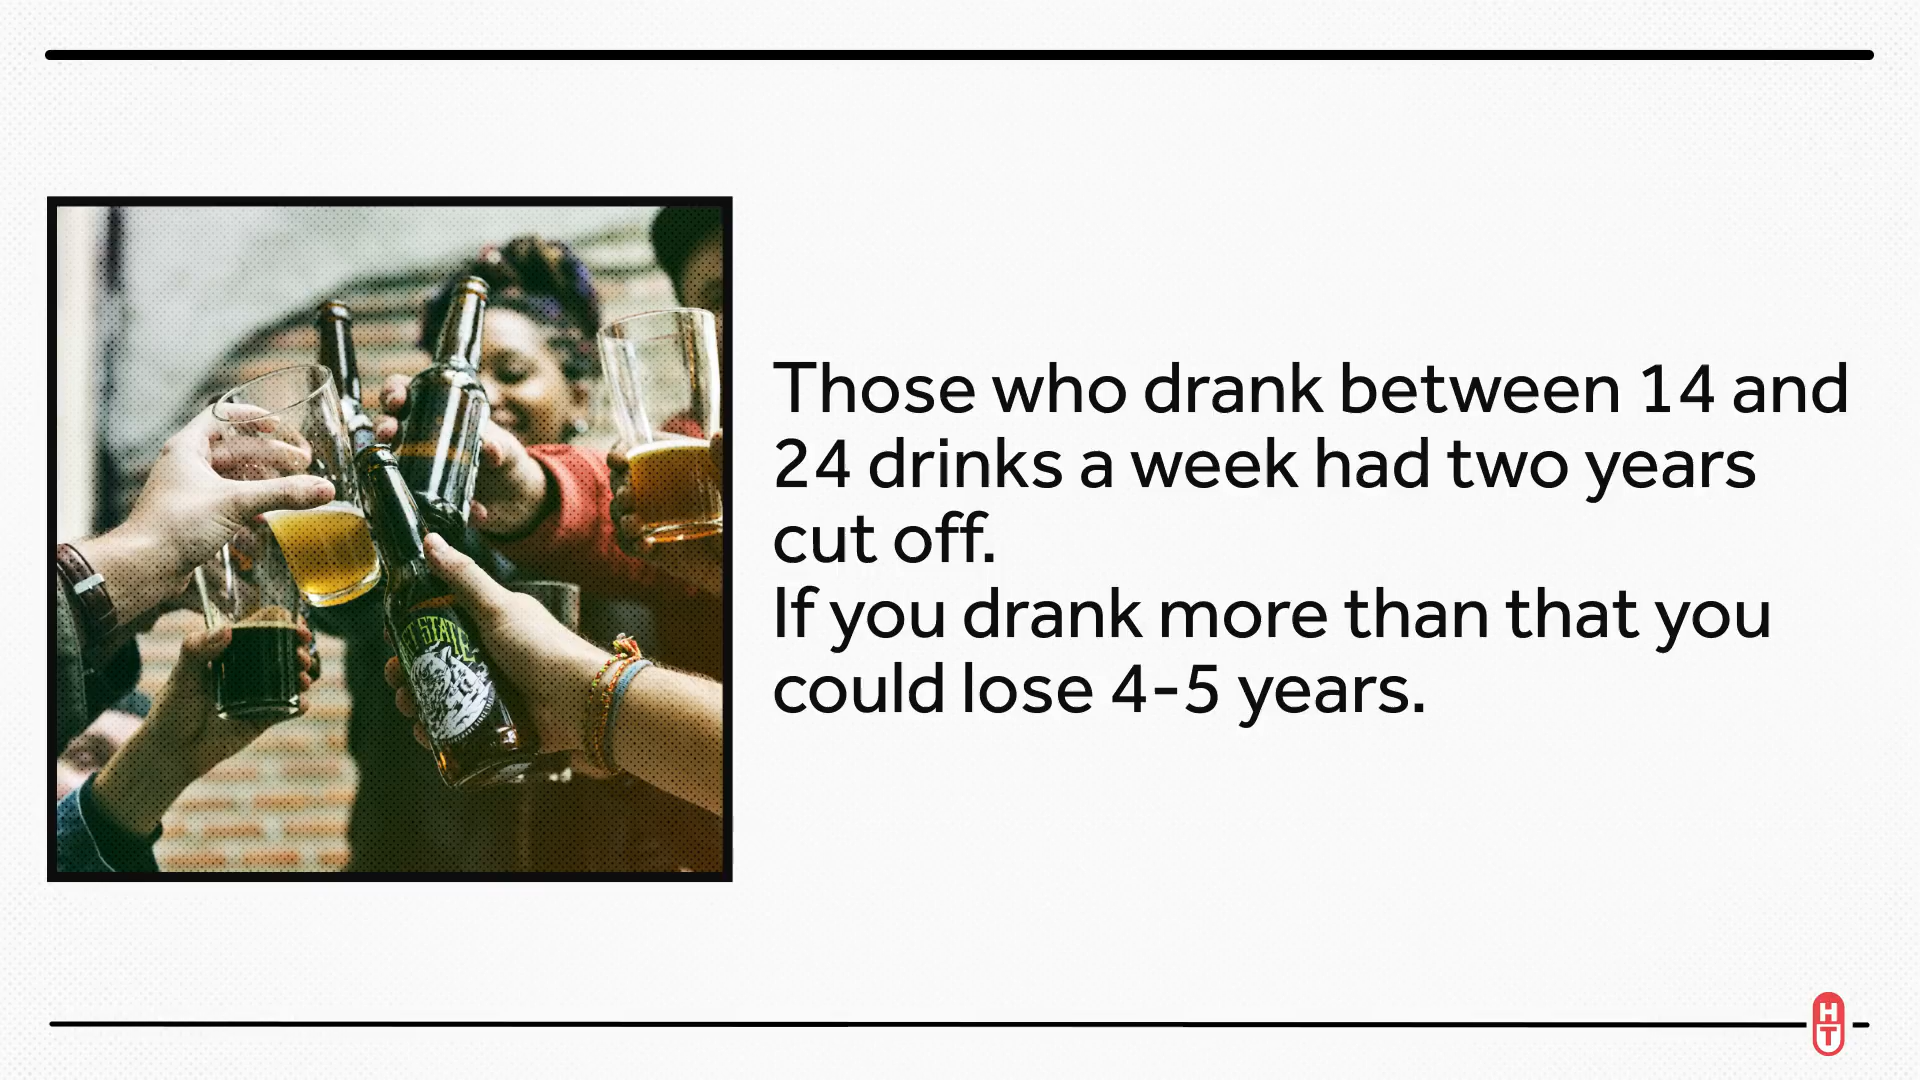 Those who drank between 14 and
24 drinks a week had two years
cut off.
If you drank more than that you
could lose 4-5 years.
STATE
H
T